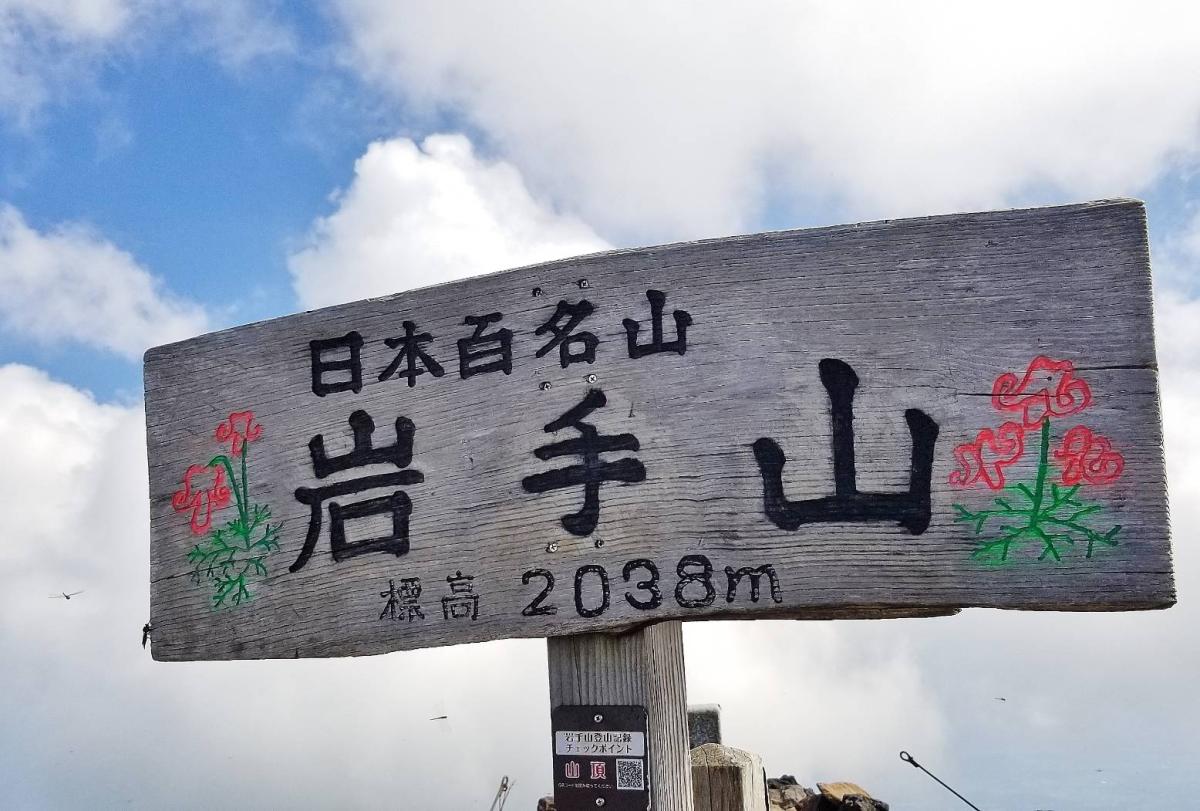 日本百名山
岩手山
標高 2038m
岩手山登山記録
チェックポイント
山頂